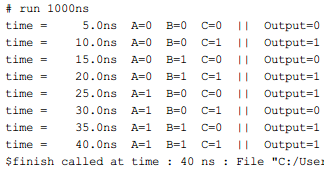 # run 1000ns
time =     5.0ns  A=0  B=0  C=0  ||  Output=0
time =    10.0ns  A=0  B=0  C=1  ||  Output=1
time =    15.0ns  A=0  B=1  C=0  ||  Output=0
time =    20.0ns  A=0  B=1  C=1  ||  Output=0
time =    25.0ns  A=1  B=0  C=0  ||  Output=1
time =    30.0ns  A=1  B=0  C=1  ||  Output=1
time =    35.0ns  A=1  B=1  C=0  ||  Output=1
time =    40.0ns  A=1  B=1  C=1  ||  Output=1
$finish called at time : 40 ns : File "C:/User